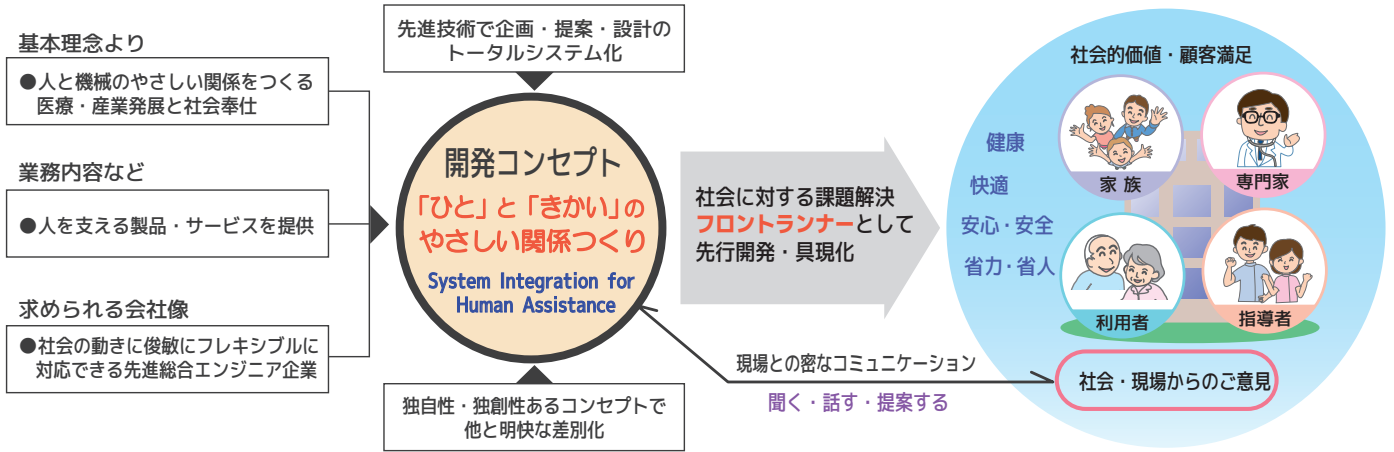 基本理念より
●人と機械のやさしい関係をつくる
医療・産業発展と社会奉仕
業務内容など
●人を支える製品・サービスを提供
求められる会社像
●社会の動きに俊敏にフレキシブルに
対応できる先進総合エンジニア企業
先進技術で企画・提案・設計の
トータルシステム化
開発コンセプト
「ひと」と「きかい」の
やさしい関係つくり
System Integration for
Human Assistance
独自性・独創性あるコンセプトで
他と明快な差別化
社会に対する課題解決
フロントランナーとして
先行開発・具現化
現場との密なコミュニケーション
聞く・話す・提案する
社会的価値・顧客満足
健康
快適
安心・安全
省力・省人
家族
専門家
利用者
指導者
社会・現場からのご意見